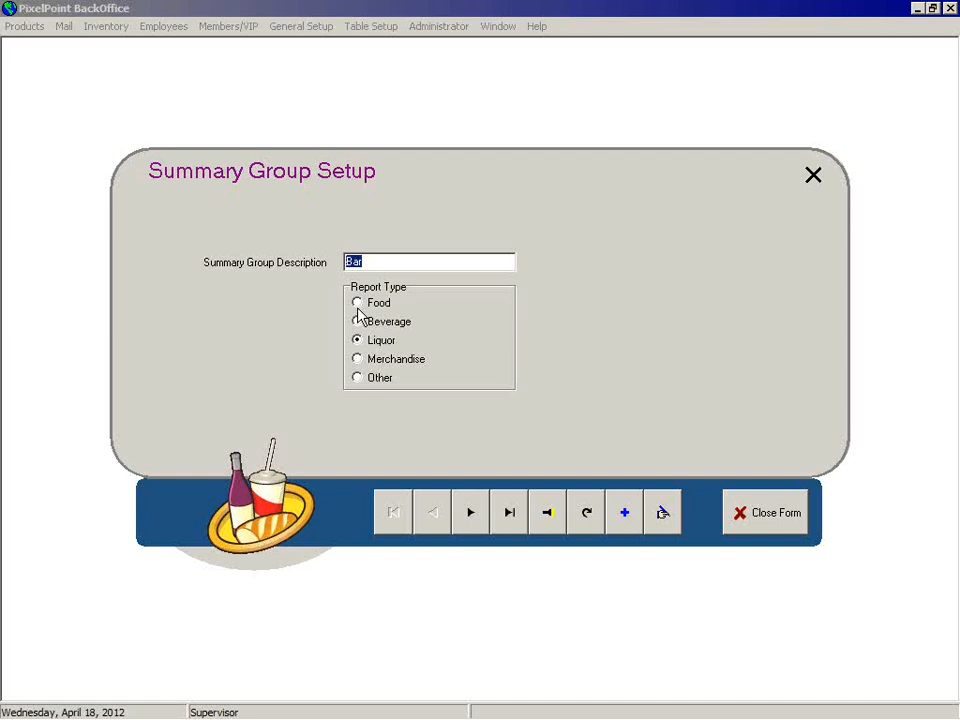 PixelPoint BackOffice
Products Mail Inventory Employees Members/VIP General Setup Table Setup Administrator Window Help
Summary Group Setup
Summary Group Description Bar
Report Type
Food
Beverage
Liquor
Merchandise
Other
Close Form
Wednesday, April 18, 2012 Supervisor